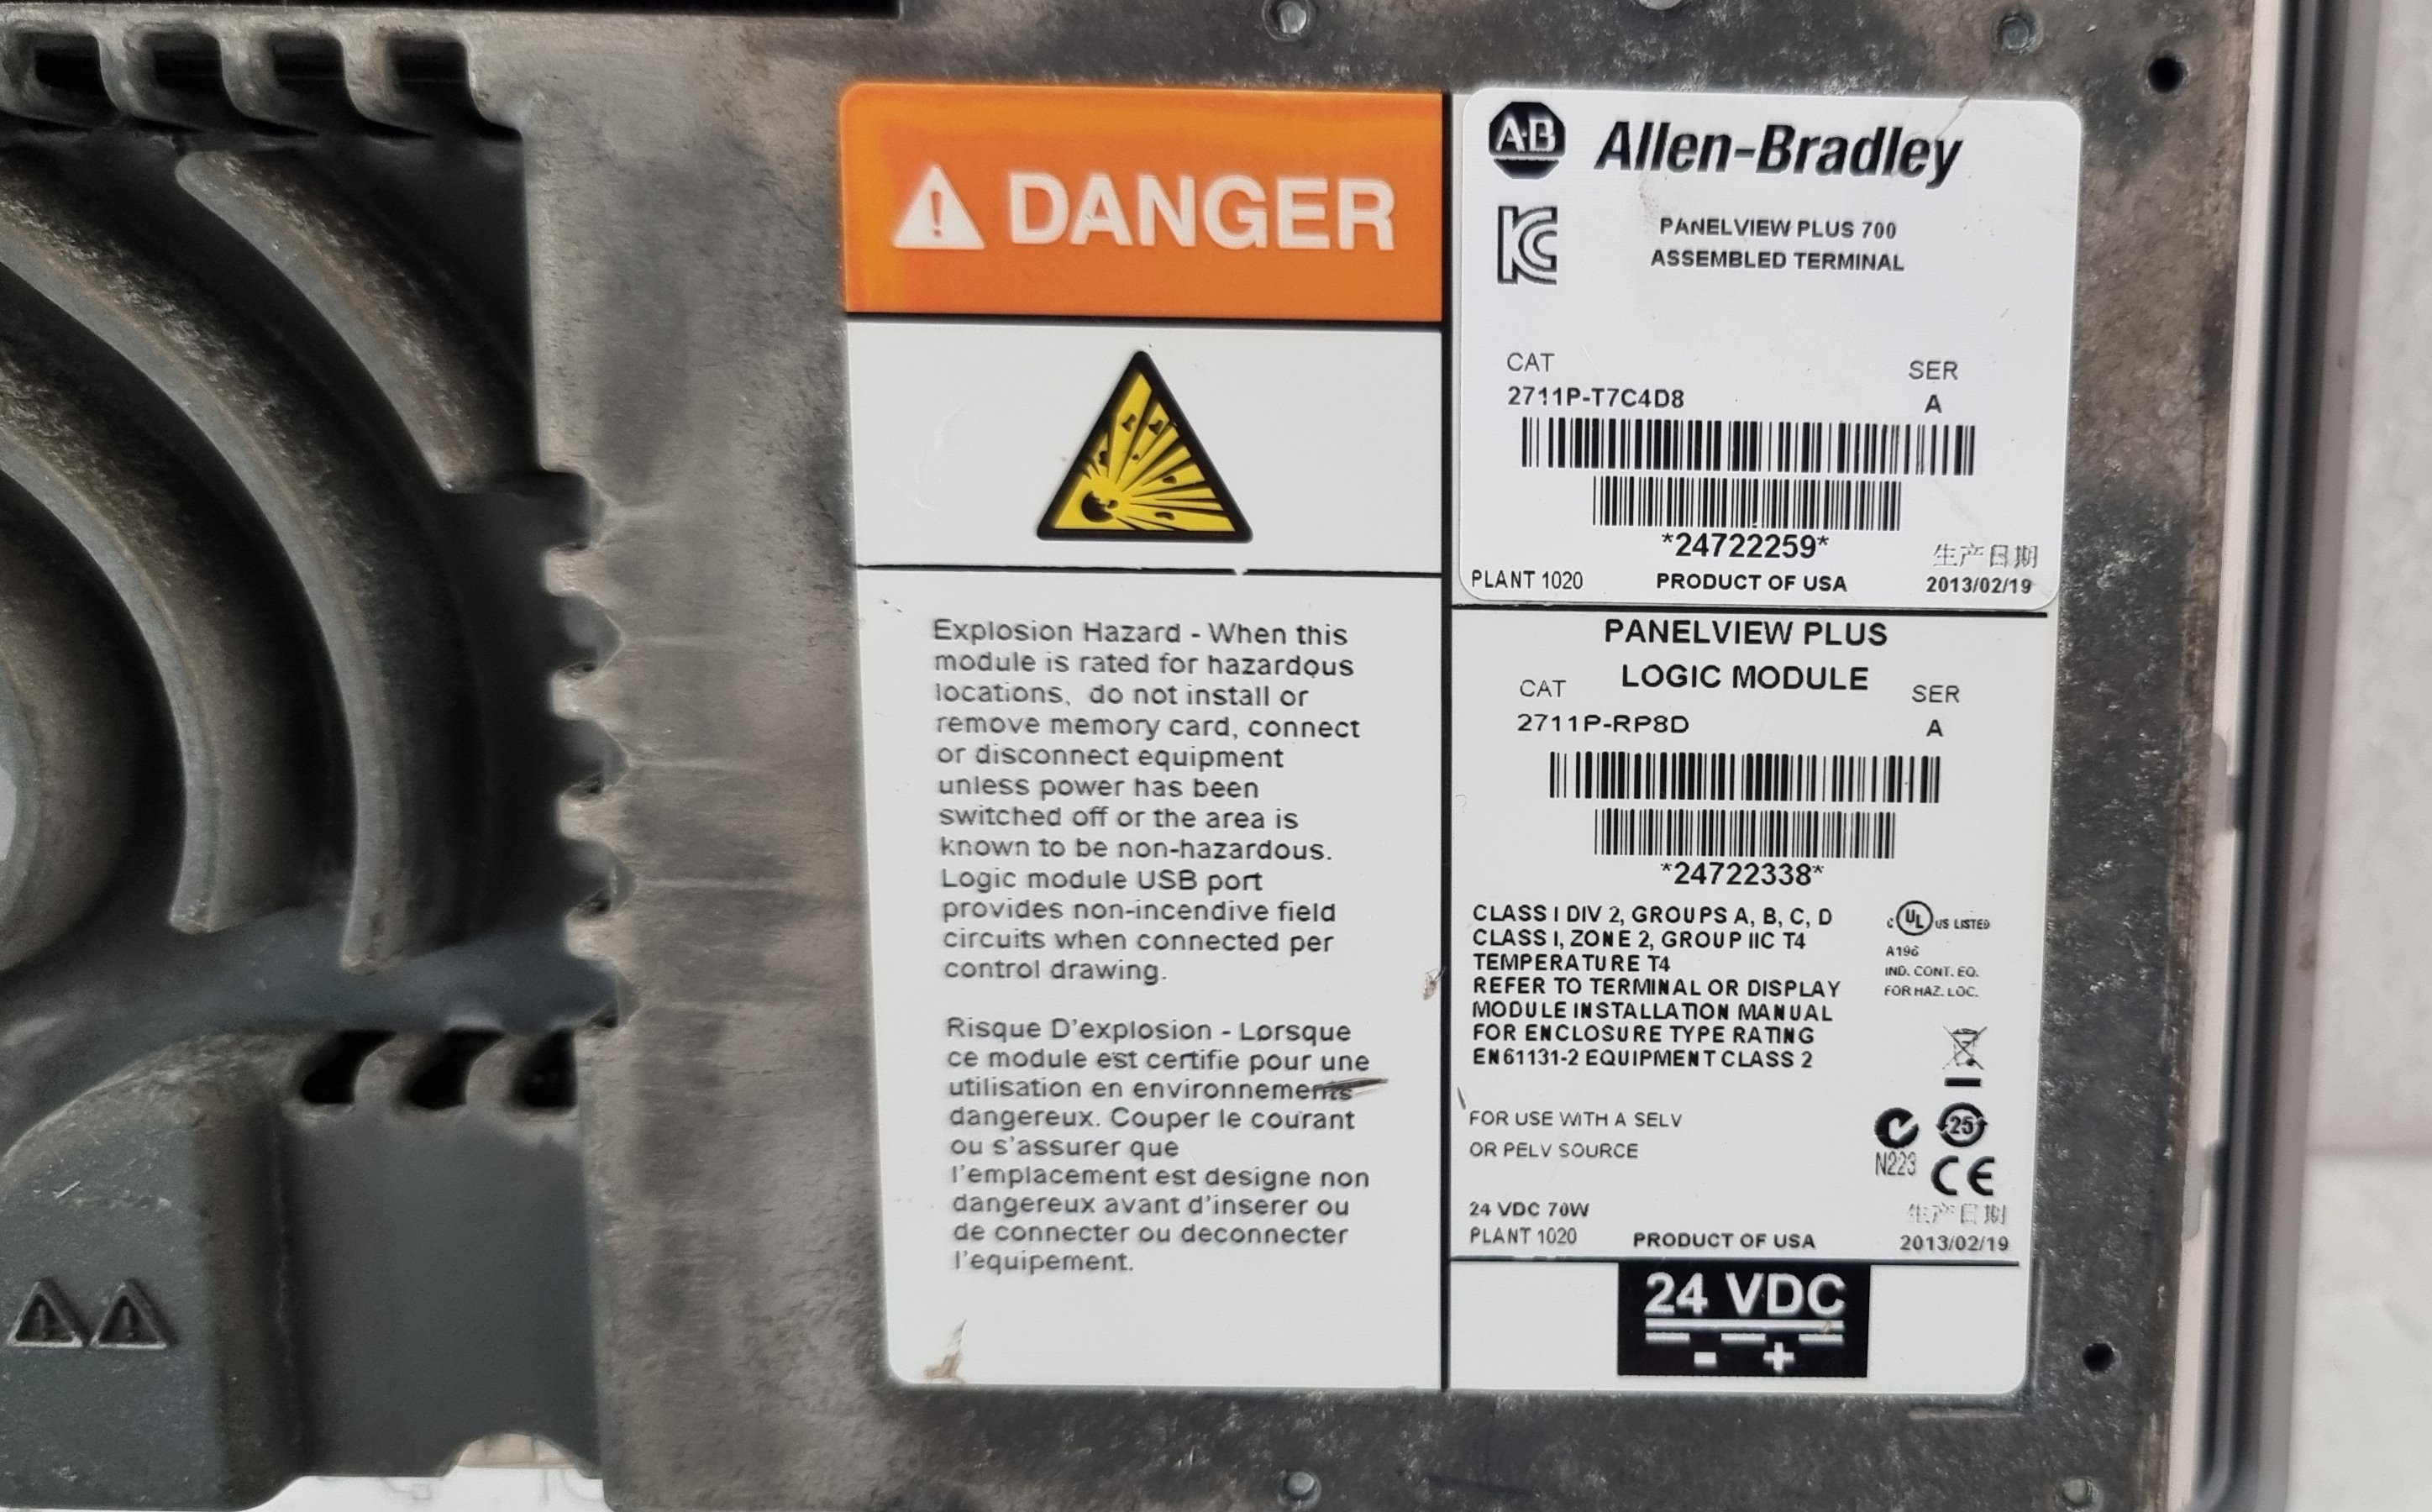 DANGER
Explosion Hazard - When this
module is rated for hazardous
locations, do not install or
remove memory card, connect
or disconnect equipment
unless power has been
switched off or the area is
known to be non-hazardous.
Logic module USB port
provides non-incendive field
circuits when connected per
control drawing.
Risque D'explosion - Lorsque
ce module est certifie pour une
utilisation en environnements
dangereux. Couper le courant
ou s'assurer que
l'emplacement est designe non
dangereux avant d'inserer ou
de connecter ou deconnecter
l'equipement.
A-B Allen-Bradley
PANELVIEW PLUS 700
ASSEMBLED TERMINAL
CAT SER
2711P-T7C4D8 A
*24722259*
生产日期
PLANT 1020 PRODUCT OF USA 2013/02/19
PANELVIEW PLUS
LOGIC MODULE
CAT SER
2711P-RP8D A
*24722338*
CLASS I DIV 2, GROUPS A, B, C, D
CLASS I, ZONE 2, GROUP IIC T4
TEMPERATURE T4
REFER TO TERMINAL OR DISPLAY
MODULE INSTALLATION MANUAL
FOR ENCLOSURE TYPE RATING
EN61131-2 EQUIPMENT CLASS 2
c UL US LISTED
A196
IND. CONT. EQ.
FOR HAZ. LOC.
FOR USE WITH A SELV
OR PELV SOURCE
25
N223
CE
24 VDC 70W
生产日期
PLANT 1020 PRODUCT OF USA 2013/02/19
24 VDC
- +